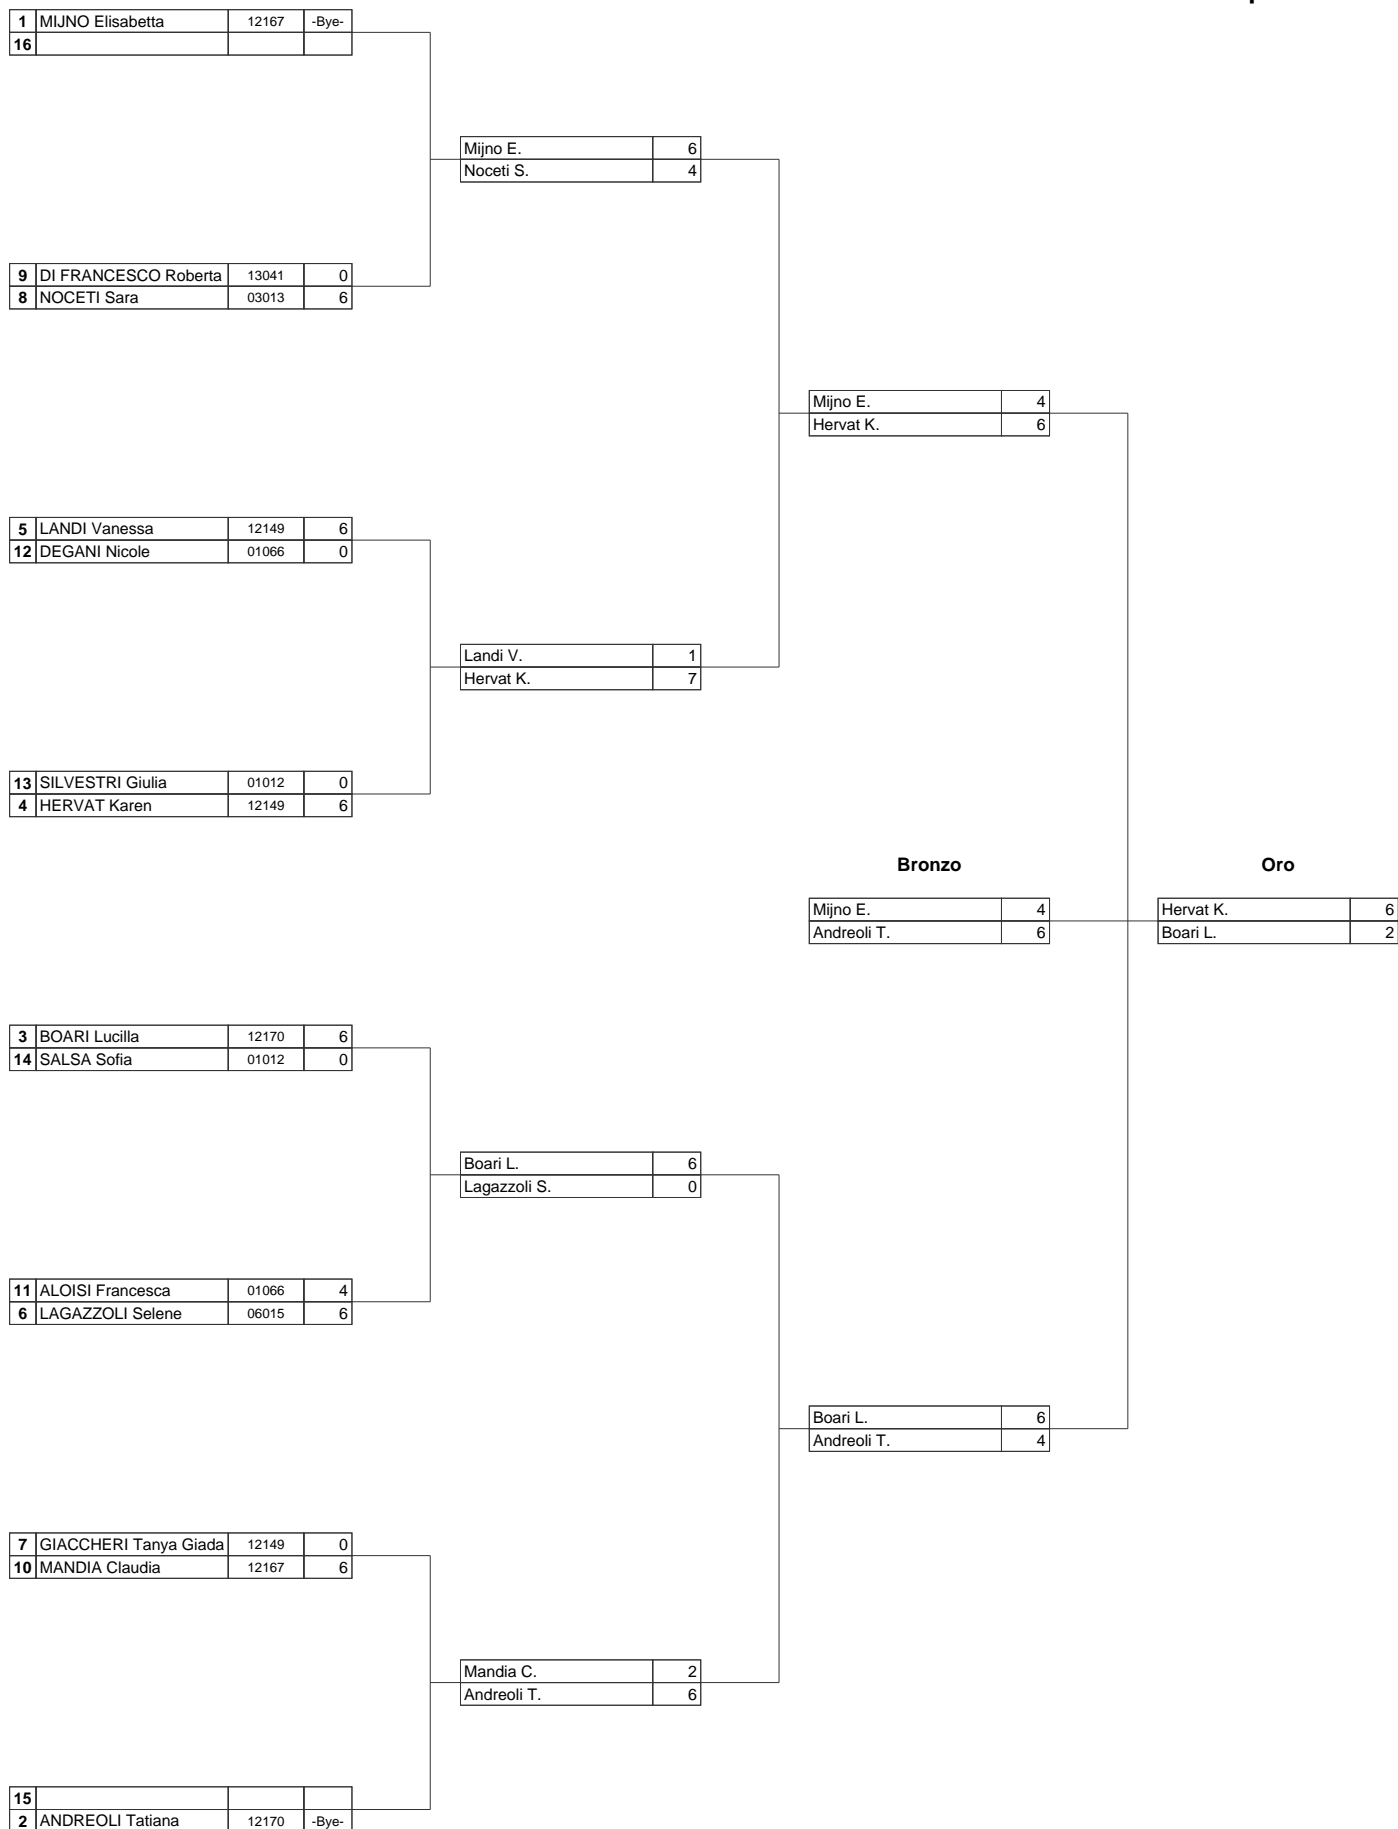 1 MIJNO Elisabetta 12167 -Bye-
16
Mijno E. 6
Noceti S. 4
9 DI FRANCESCO Roberta 13041 0
8 NOCETI Sara 03013 6
Mijno E. 4
Hervat K. 6
5 LANDI Vanessa 12149 6
12 DEGANI Nicole 01066 0
Landi V. 1
Hervat K. 7
13 SILVESTRI Giulia 01012 0
4 HERVAT Karen 12149 6
Bronzo Oro
Mijno E. 4 Hervat K. 6
Andreoli T. 6 Boari L. 2
3 BOARI Lucilla 12170 6
14 SALSA Sofia 01012 0
Boari L. 6
Lagazzoli S. 0
11 ALOISI Francesca 01066 4
6 LAGAZZOLI Selene 06015 6
Boari L. 6
Andreoli T. 4
7 GIACCHERI Tanya Giada 12149 0
10 MANDIA Claudia 12167 6
Mandia C. 2
Andreoli T. 6
15
2 ANDREOLI Tatiana 12170 -Bye-